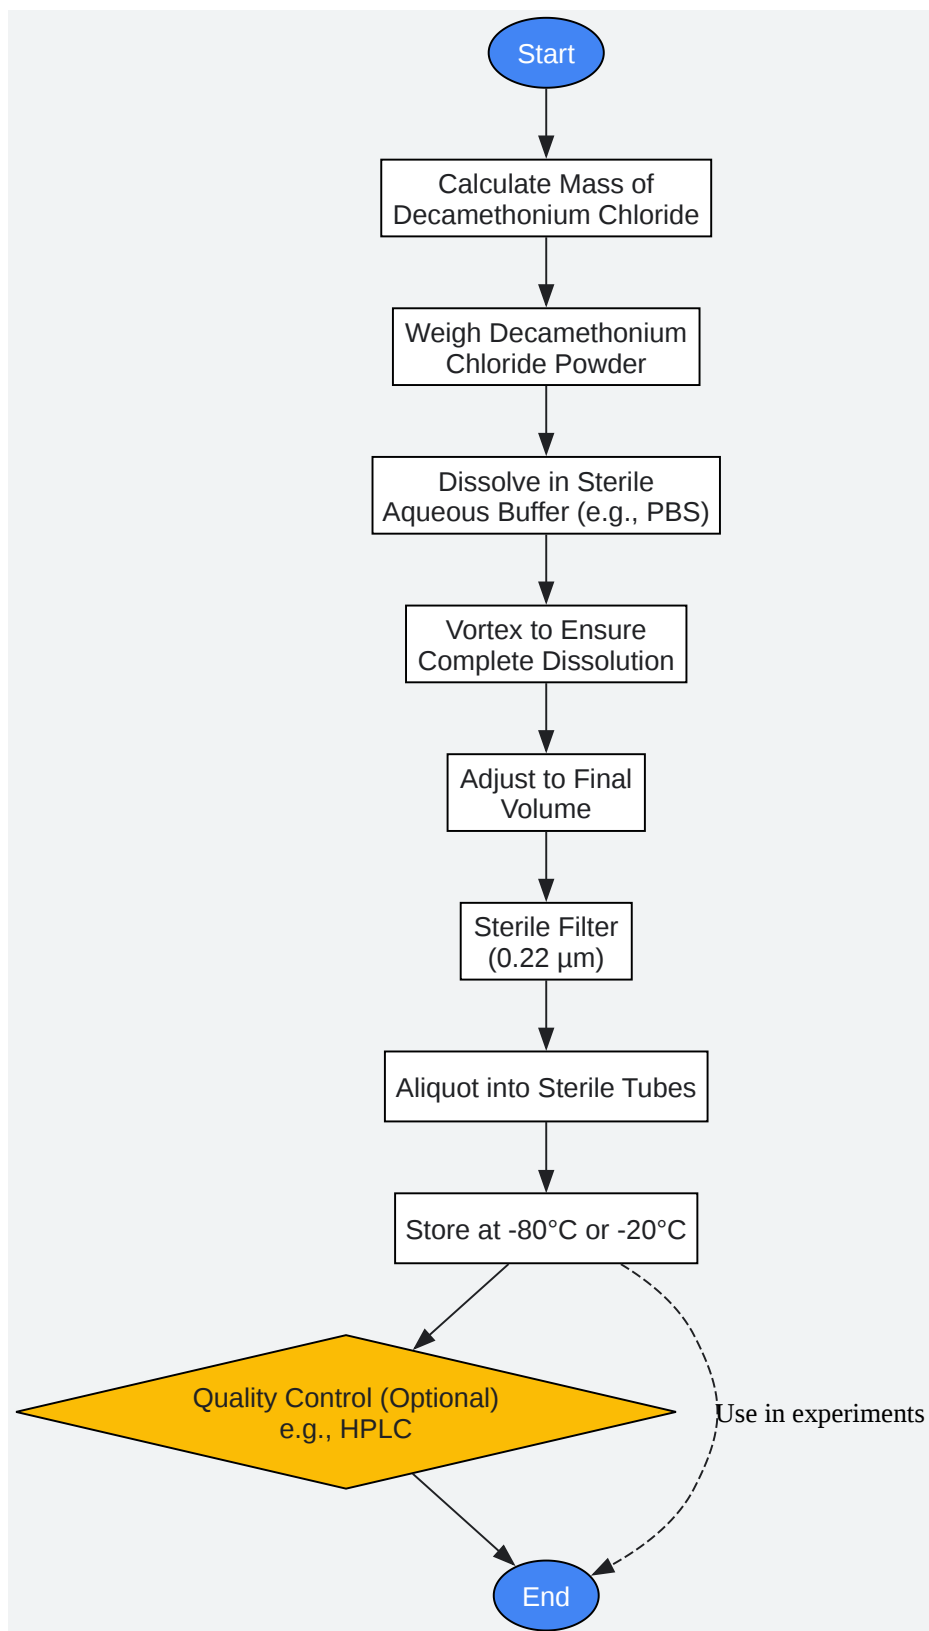 Start
Calculate Mass of
Decamethonium Chloride
Weigh Decamethonium
Chloride Powder
Dissolve in Sterile
Aqueous Buffer (e.g., PBS)
Vortex to Ensure
Complete Dissolution
Adjust to Final
Volume
Sterile Filter
(0.22 µm)
Aliquot into Sterile Tubes
Store at -80°C or -20°C
Quality Control (Optional)
e.g., HPLC
Use in experiments
End